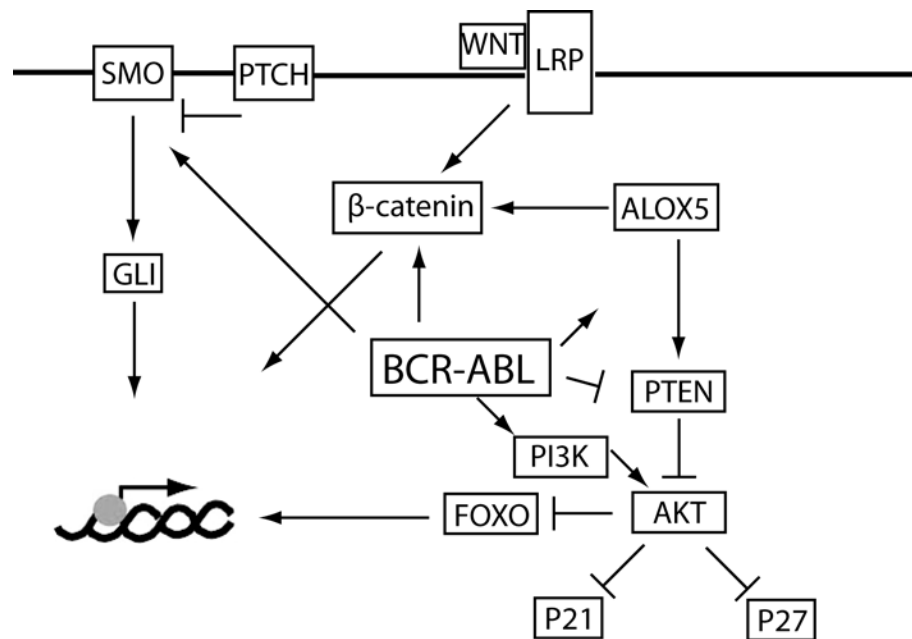 WNT
LRP
SMO
PTCH
β-catenin
ALOX5
GLI
BCR-ABL
PTEN
PI3K
FOXO
AKT
P21
P27